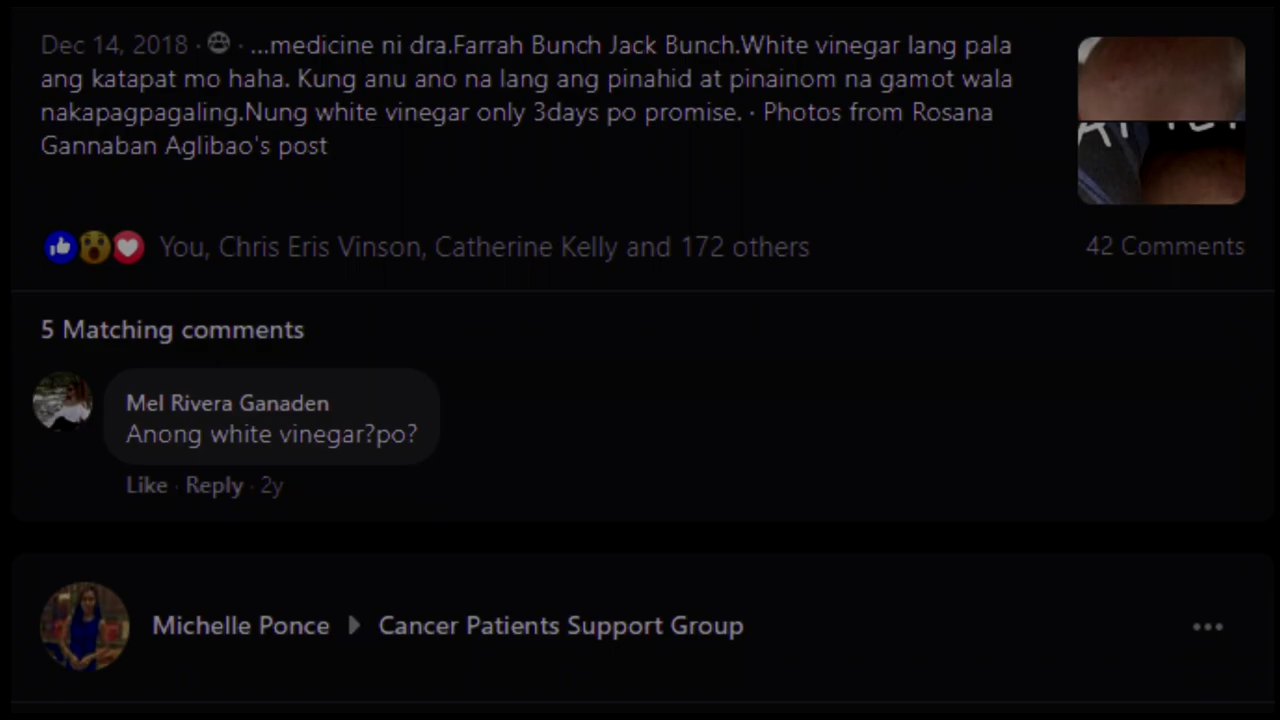 Dec 14, 2018 · · ...medicine ni dra.Farrah Bunch Jack Bunch.White vinegar lang pala
ang katapat mo haha. Kung anu ano na lang ang pinahid at pinainom na gamot wala
nakapagpagaling.Nung white vinegar only 3days po promise. · Photos from Rosana
Gannaban Aglibao's post
You, Chris Eris Vinson, Catherine Kelly and 172 others
42 Comments
5 Matching comments
Mel Rivera Ganaden
Anong white vinegar?po?
Like · Reply · 2y
Michelle Ponce ▶ Cancer Patients Support Group